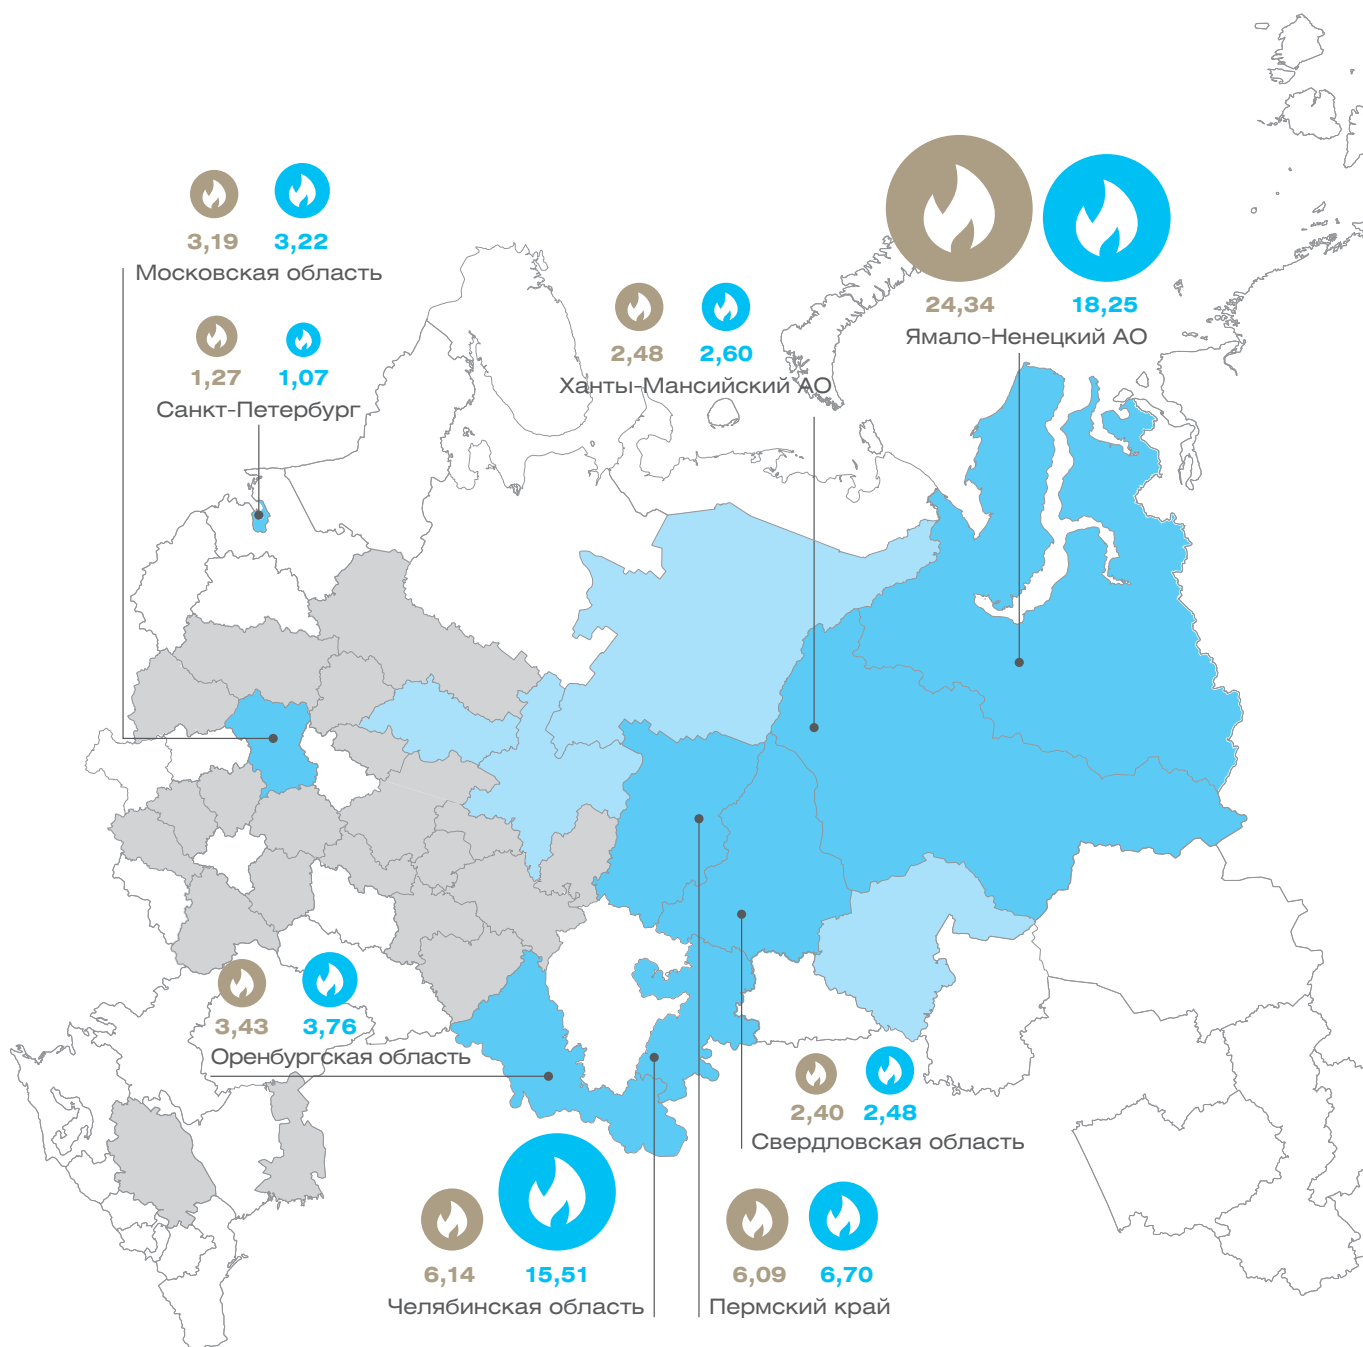 3,19 3,22
Московская область
1,27 1,07
Санкт-Петербург
2,48 2,60
Ханты-Мансийский АО
24,34 18,25
Ямало-Ненецкий АО
3,43 3,76
Оренбургская область
2,40 2,48
Свердловская область
6,14 15,51
Челябинская область
6,09 6,70
Пермский край